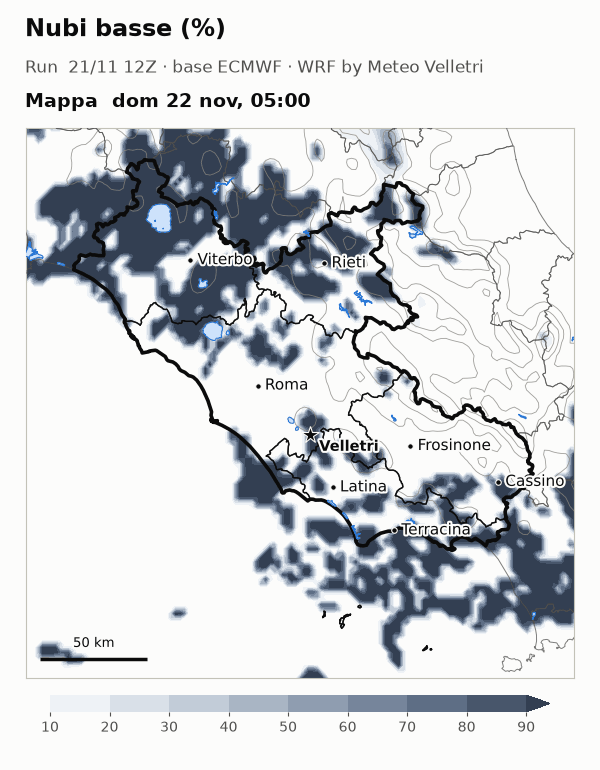 Nubi basse (%)
Run  21/11 12Z · base ECMWF · WRF by Meteo Velletri
Mappa  dom 22 nov, 05:00
Viterbo
Rieti
Roma
Velletri
Frosinone
Cassino
Latina
Terracina
50 km
10 20 30 40 50 60 70 80 90